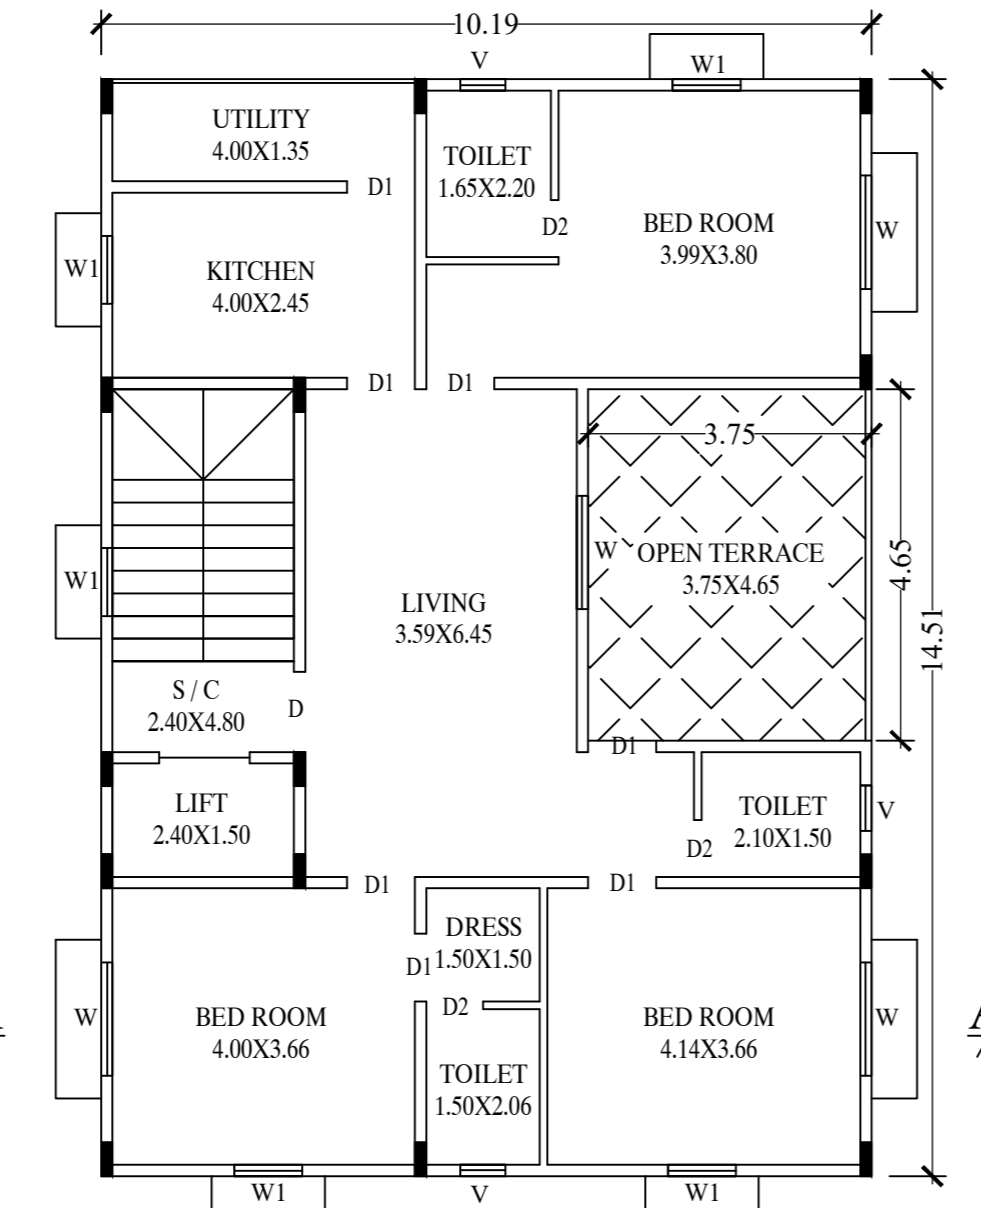 10.19
V
W1
UTILITY
4.00X1.35
TOILET
1.65X2.20
D1
D2
BED ROOM
3.99X3.80
W
W1
KITCHEN
4.00X2.45
D1
D1
3.75
W1
W
OPEN TERRACE
3.75X4.65
4.65
14.51
LIVING
3.59X6.45
S / C
2.40X4.80
D
D1
LIFT
2.40X1.50
TOILET
2.10X1.50
V
D2
D1
D1
DRESS
1.50X1.50
D1
D2
W
BED ROOM
4.00X3.66
BED ROOM
4.14X3.66
W
TOILET
1.50X2.06
W1
V
W1